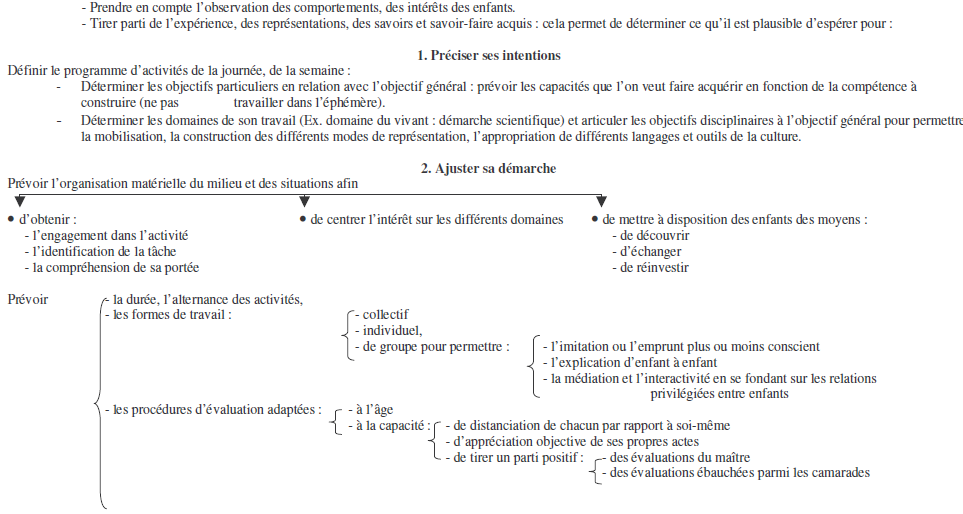 - Prendre en compte l'observation des comportements, des intérêts des enfants.
- Tirer parti de l'expérience, des représentations, des savoirs et savoir-faire acquis : cela permet de déterminer ce qu'il est plausible d'espérer pour :
1. Préciser ses intentions
Définir le programme d'activités de la journée, de la semaine :
- Déterminer les objectifs particuliers en relation avec l'objectif général : prévoir les capacités que l'on veut faire acquérir en fonction de la compétence à
construire (ne pas travailler dans l'éphémère).
- Déterminer les domaines de son travail (Ex. domaine du vivant : démarche scientifique) et articuler les objectifs disciplinaires à l'objectif général pour permettre
la mobilisation, la construction des différents modes de représentation, l'appropriation de différents langages et outils de la culture.
2. Ajuster sa démarche
Prévoir l'organisation matérielle du milieu et des situations afin
● d'obtenir :
- l'engagement dans l'activité
- l'identification de la tâche
- la compréhension de sa portée
● de centrer l'intérêt sur les différents domaines
● de mettre à disposition des enfants des moyens :
- de découvrir
- d'échanger
- de réinvestir
Prévoir
- la durée, l'alternance des activités,
- les formes de travail :
- collectif
- individuel,
- de groupe pour permettre :
- l'imitation ou l'emprunt plus ou moins conscient
- l'explication d'enfant à enfant
- la médiation et l'interactivité en se fondant sur les relations
privilégiées entre enfants
- les procédures d'évaluation adaptées :
- à l'âge
- à la capacité :
- de distanciation de chacun par rapport à soi-même
- d'appréciation objective de ses propres actes
- de tirer un parti positif :
- des évaluations du maître
- des évaluations ébauchées parmi les camarades